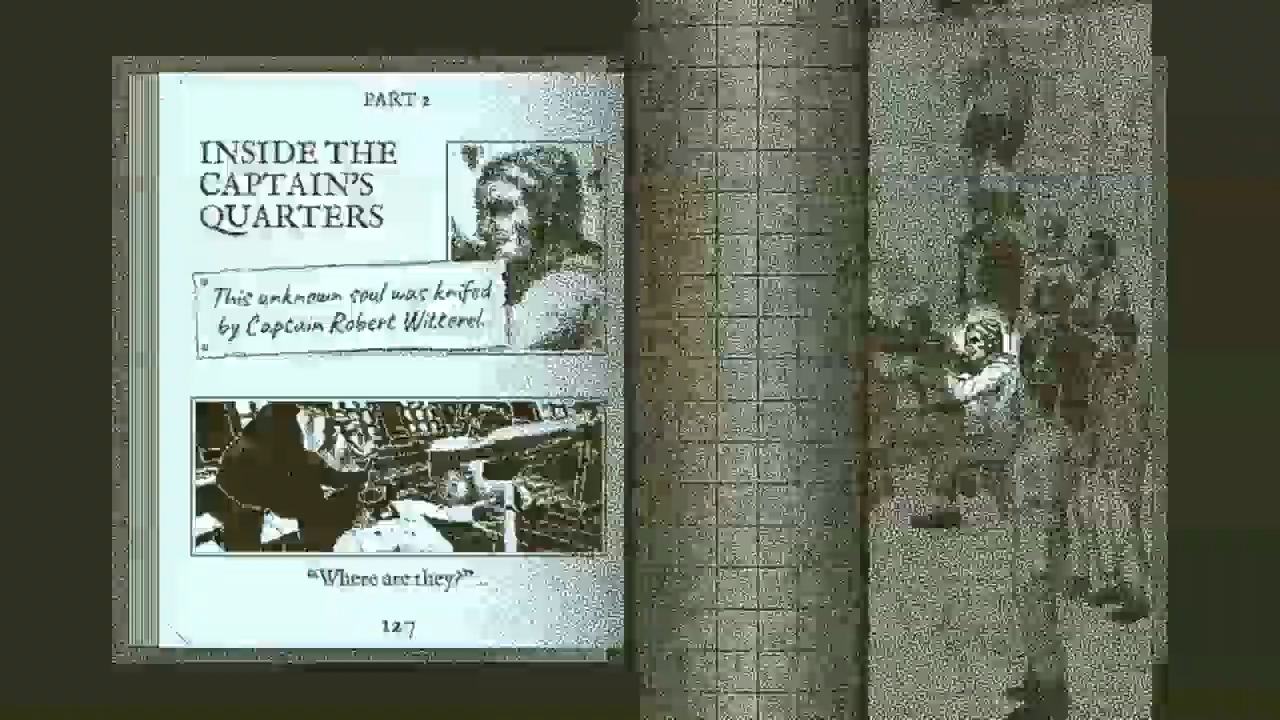 PART 2
INSIDE THE
CAPTAIN'S
QUARTERS
This unknown soul was knifed
by Captain Robert Witterel.
"Where are they?"...
127